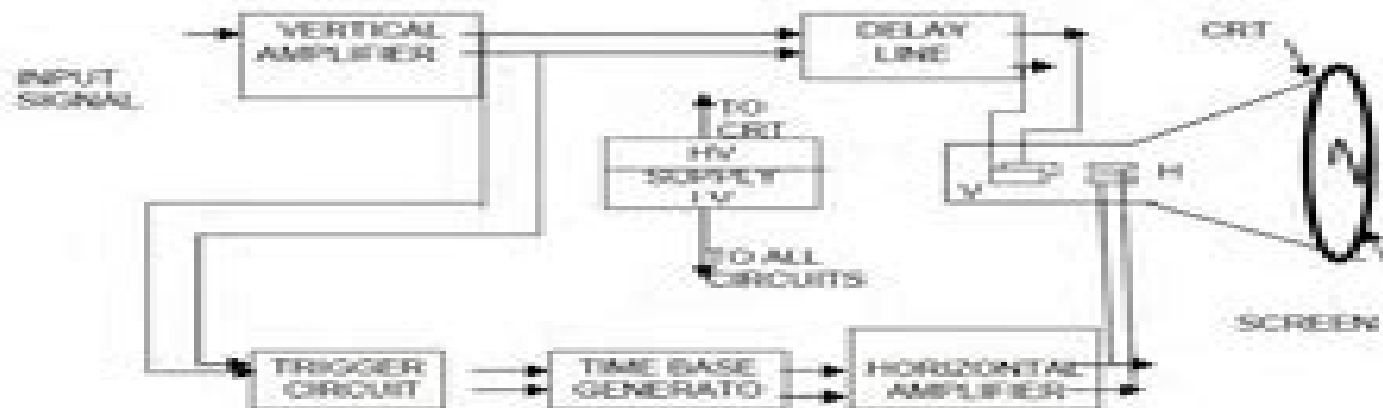 VERTICAL
AMPLIFIER
DELAY
LINE
CRT
INPUT
SIGNAL
TO
CRT
HV
SUPPLY
LV
V
H
TO ALL
CIRCUITS
SCREEN
TRIGGER
CIRCUIT
TIME BASE
GENERATO
HORIZONTAL
AMPLIFIER